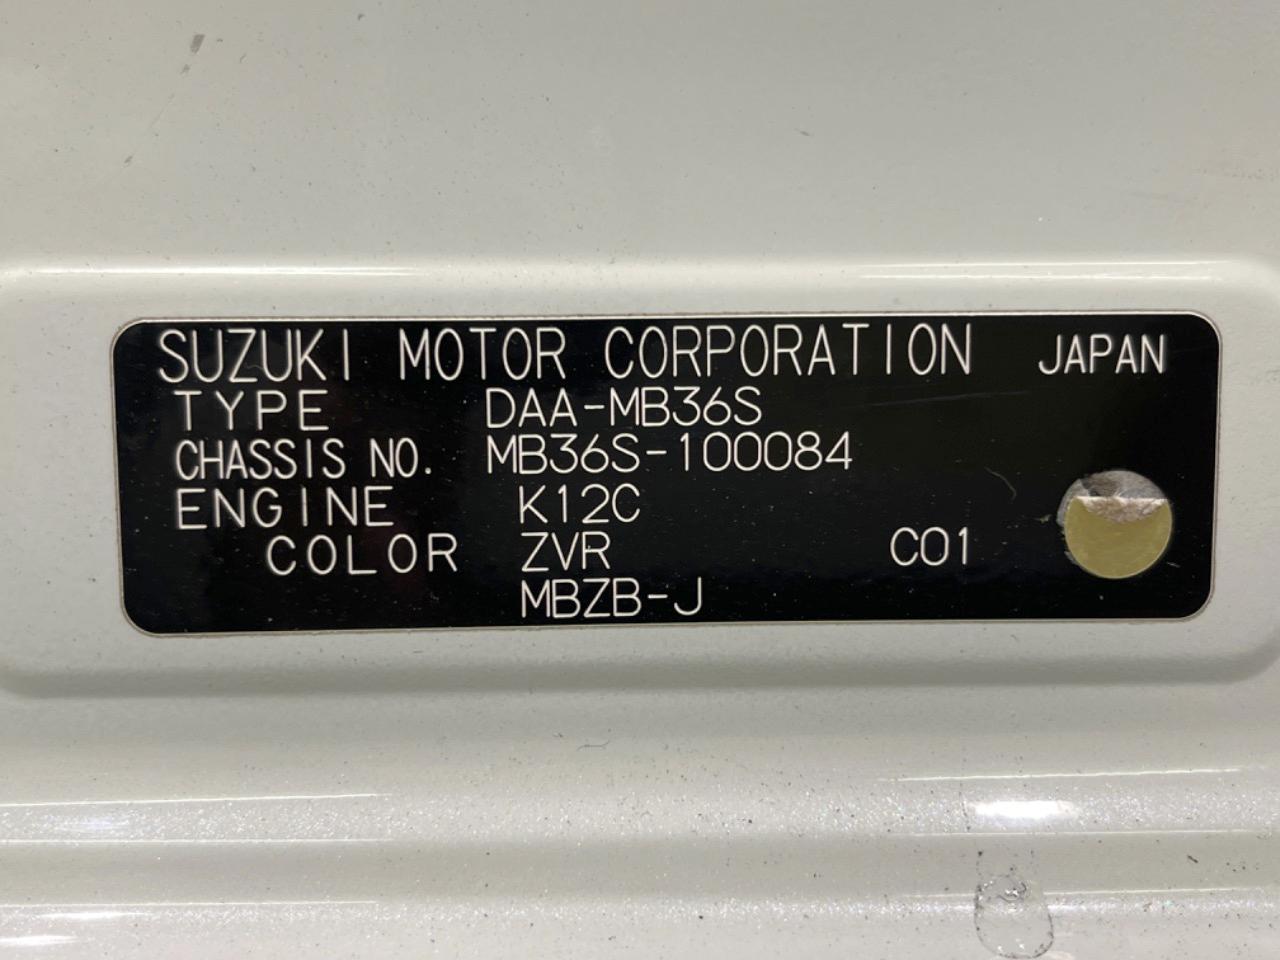 SUZUKI MOTOR CORPORATION JAPAN
TYPE DAA-MB36S
CHASSIS NO. MB36S-100084
ENGINE K12C
COLOR ZVR C01
MBZB-J